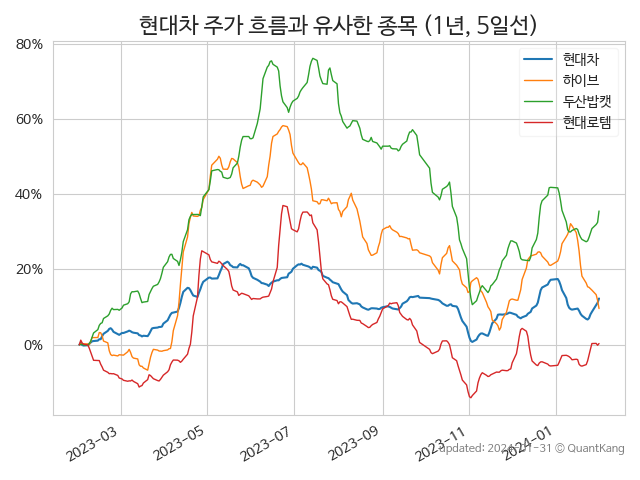 현대차 주가 흐름과 유사한 종목 (1년, 5일선)
80%
60%
40%
20%
0%
현대차
하이브
두산밥캣
현대로템
2023-03
2023-05
2023-07
2023-09
2023-11
2024-01
updated: 2024-01-31 © QuantKang